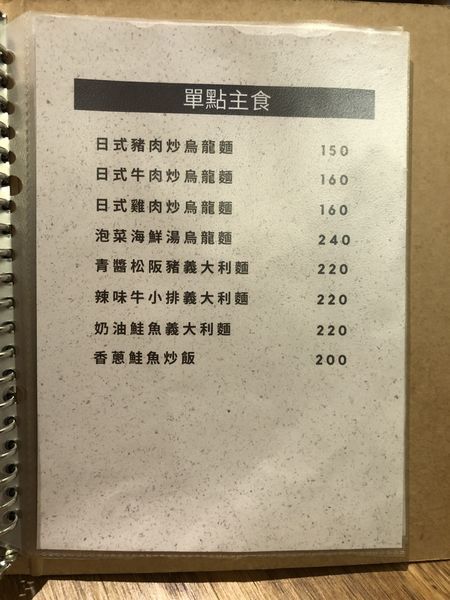 單點主食
日式豬肉炒烏龍麵 150
日式牛肉炒烏龍麵 160
日式雞肉炒烏龍麵 160
泡菜海鮮湯烏龍麵 240
青醬松阪豬義大利麵 220
辣味牛小排義大利麵 220
奶油鮭魚義大利麵 220
香蔥鮭魚炒飯 200